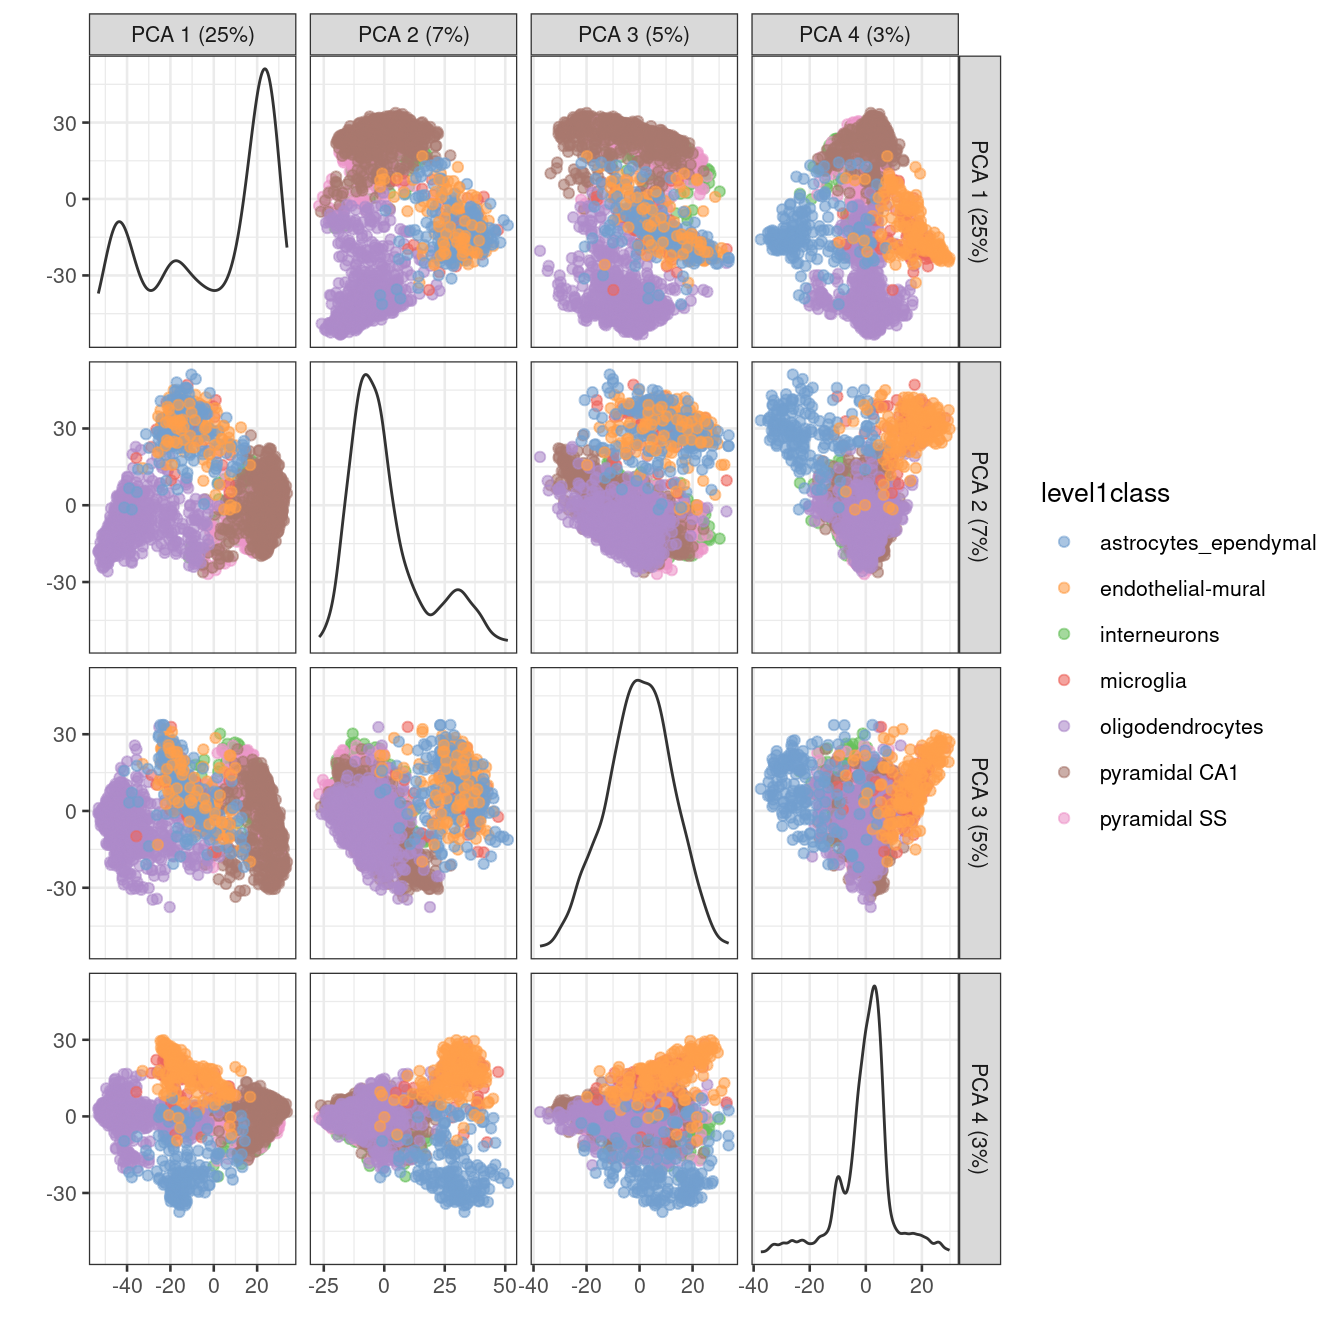 PCA 1 (25%) PCA 2 (7%) PCA 3 (5%) PCA 4 (3%)
30
0
-30
PCA 1 (25%)
30
0
-30
PCA 2 (7%)
30
0
-30
PCA 3 (5%)
30
0
-30
PCA 4 (3%)
-40 -20 0 20 -25 0 25 50 -40 -20 0 20 -40 -20 0 20
level1class
astrocytes_ependymal
endothelial-mural
interneurons
microglia
oligodendrocytes
pyramidal CA1
pyramidal SS